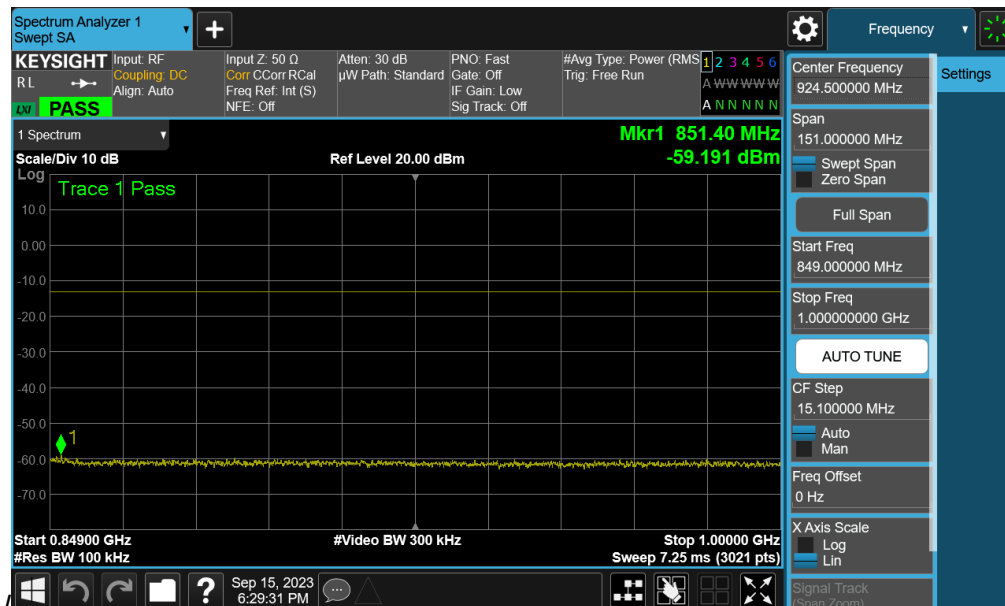 Spectrum Analyzer 1
Swept SA
+
Frequency
KEYSIGHT
RL
LXI
PASS
Input: RF
Coupling: DC
Align: Auto
Input Z: 50 Ω
Corr CCorr RCal
Freq Ref: Int (S)
NFE: Off
Atten: 30 dB
µW Path: Standard
PNO: Fast
Gate: Off
IF Gain: Low
Sig Track: Off
#Avg Type: Power (RMS
Trig: Free Run
1 2 3 4 5 6
A W W W W W
A N N N N N
1 Spectrum
Scale/Div 10 dB
Ref Level 20.00 dBm
Mkr1 851.40 MHz
-59.191 dBm
Log
Trace 1 Pass
10.0
0.00
-10.0
-20.0
-30.0
-40.0
-50.0
-60.0
-70.0
1
Start 0.84900 GHz
#Res BW 100 kHz
#Video BW 300 kHz
Stop 1.00000 GHz
Sweep 7.25 ms (3021 pts)
?
Sep 15, 2023
6:29:31 PM
Center Frequency
924.500000 MHz
Span
151.000000 MHz
Swept Span
Zero Span
Full Span
Start Freq
849.000000 MHz
Stop Freq
1.000000000 GHz
AUTO TUNE
CF Step
15.100000 MHz
Auto
Man
Freq Offset
0 Hz
X Axis Scale
Log
Lin
Signal Track
(Span Zoom)
Settings